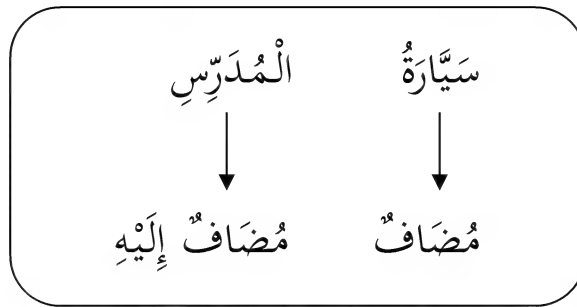 سَيَّارَةُ الْمُدَرِّسِ
مُضَافٌ مُضَافٌ إِلَيْهِ